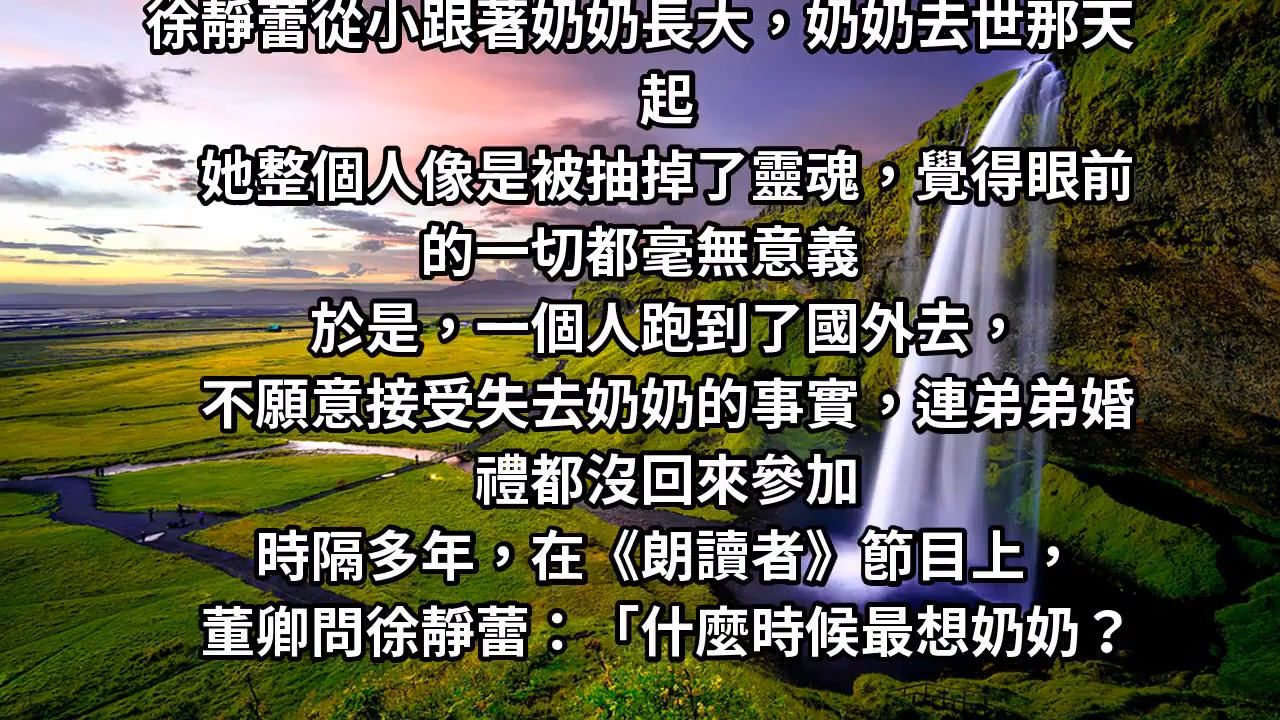 徐靜蕾從小跟著奶奶長大，奶奶去世那天
起
她整個人像是被抽掉了靈魂，覺得眼前
的一切都毫無意義
於是，一個人跑到了國外去，
不願意接受失去奶奶的事實，連弟弟婚
禮都沒回來參加
時隔多年，在《朗讀者》節目上，
董卿問徐靜蕾：「什麼時候最想奶奶？